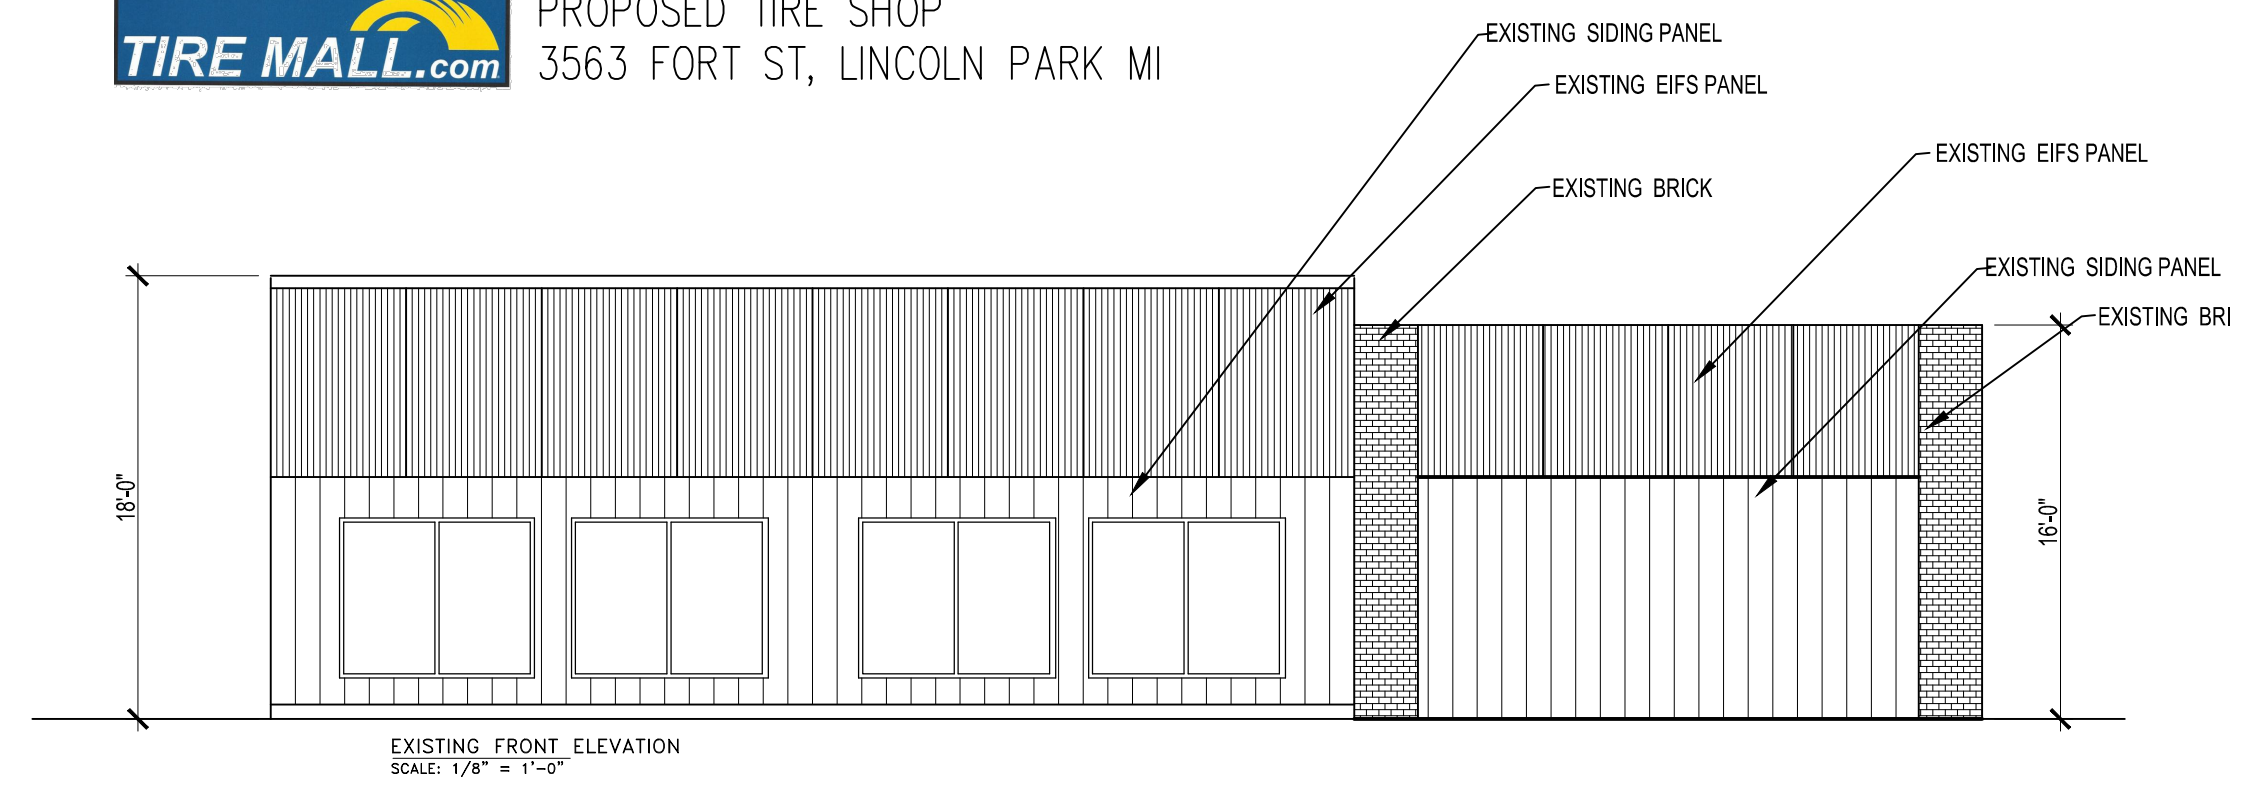 PROPOSED TIRE SHOP
TIRE MALL.com
3563 FORT ST, LINCOLN PARK MI
EXISTING SIDING PANEL
EXISTING EIFS PANEL
EXISTING EIFS PANEL
EXISTING BRICK
EXISTING SIDING PANEL
EXISTING BRI
18'-0"
16'-0"
EXISTING FRONT ELEVATION
SCALE: 1/8" = 1'-0"